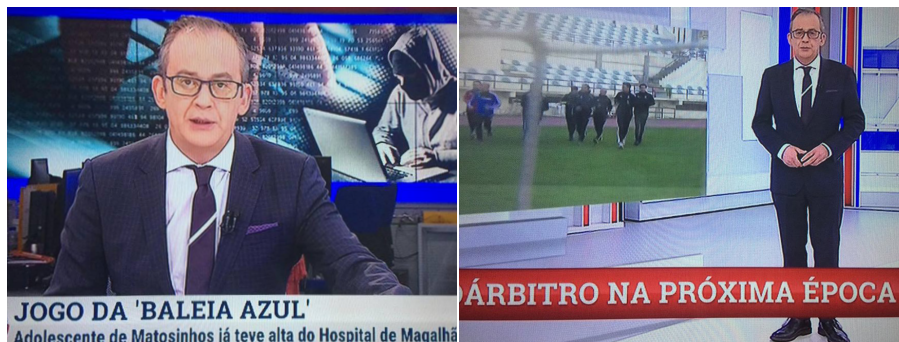 JOGO DA 'BALEIA AZUL'
Adolescente de Matosinhos já teve alta do Hospital de Magalhã
ÁRBITRO NA PRÓXIMA ÉPOCA